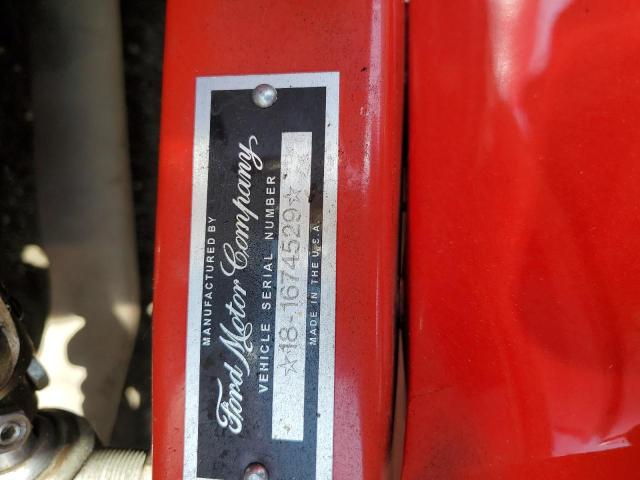 MANUFACTURED BY
Ford Motor Company
VEHICLE SERIAL NUMBER
☆18-1674529☆
MADE IN THE U.S.A.